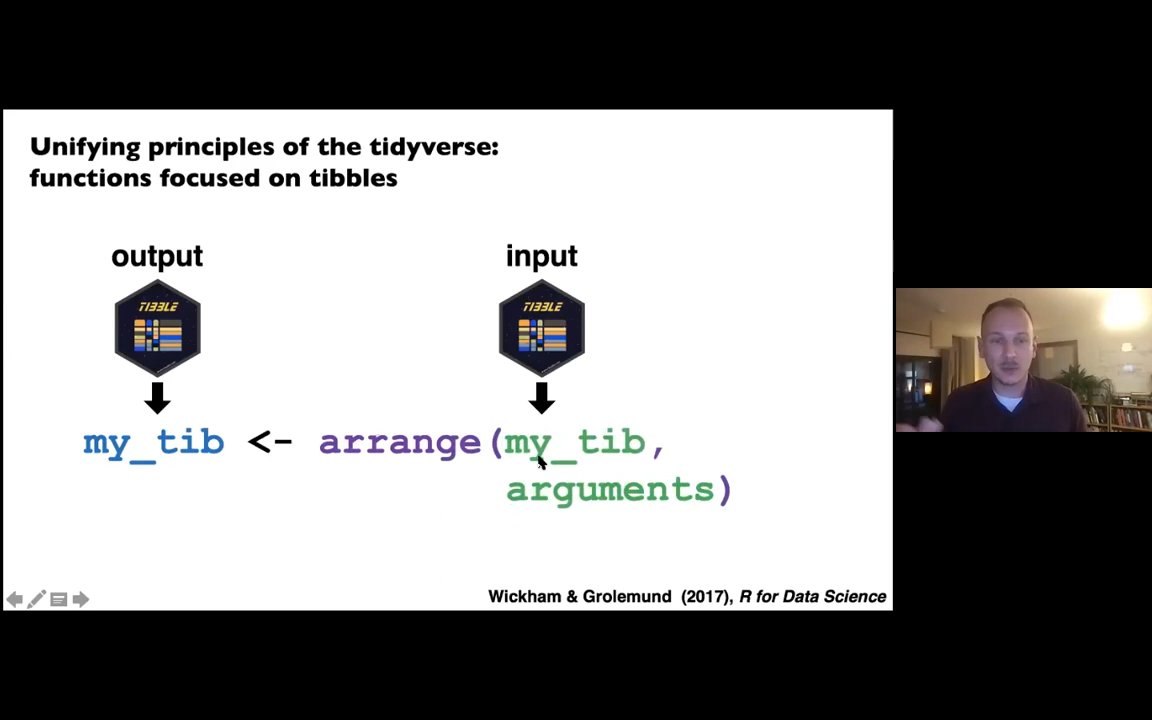 Unifying principles of the tidyverse:
functions focused on tibbles
output
input
TIBBLE
TIBBLE
my_tib <- arrange(my_tib,
arguments)
Wickham & Grolemund (2017), R for Data Science